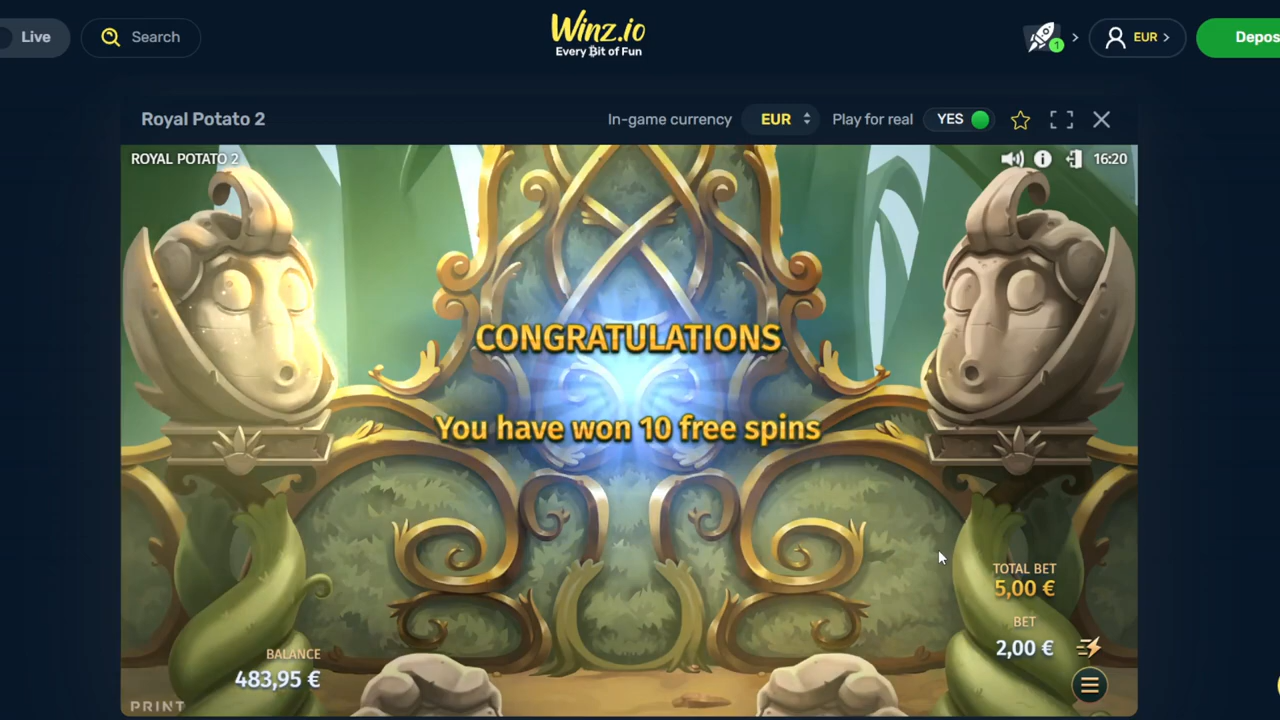 Live
Search
Winz.io
Every Bit of Fun
1
EUR
Depos
Royal Potato 2
In-game currency
EUR
Play for real
YES
ROYAL POTATO 2
16:20
CONGRATULATIONS
You have won 10 free spins
TOTAL BET
5,00 €
BET
2,00 €
BALANCE
483,95 €
PRINT